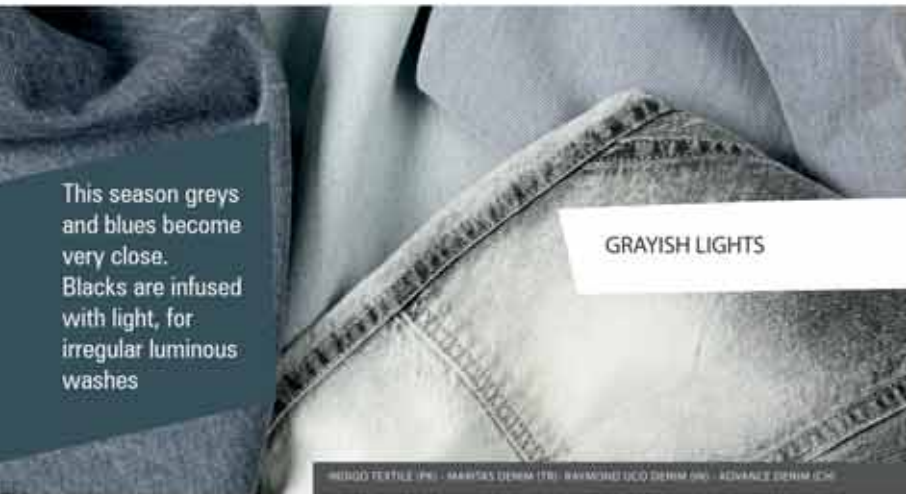 This season greys
and blues become
very close.
Blacks are infused
with light, for
irregular luminous
washes
GRAYISH LIGHTS
INDIGO TEXTILE (PK) - MARITAS DENIM (TR) - RAYMOND UCO DENIM (IN) - ADVANCE DENIM (CH)